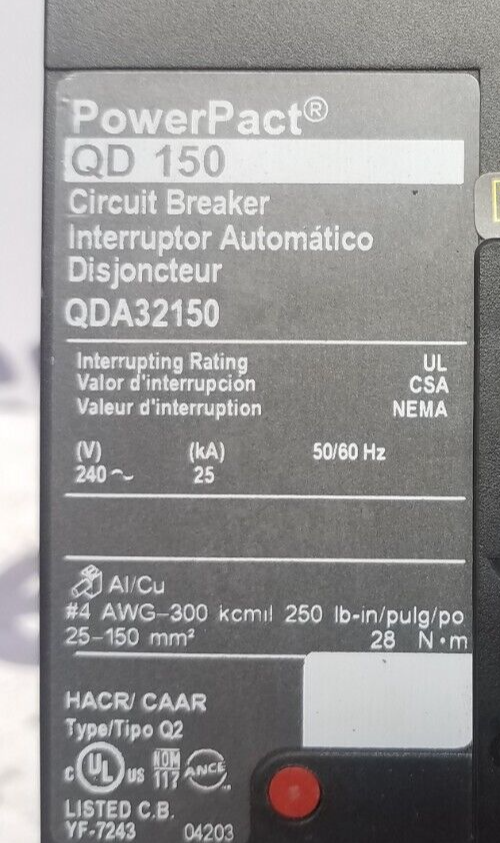 PowerPact®
QD 150
Circuit Breaker
Interruptor Automático
Disjoncteur
QDA32150
Interrupting Rating UL
Valor d'interrupción CSA
Valeur d'interruption NEMA
(V) (kA) 50/60 Hz
240 ~ 25
Al/Cu
#4 AWG–300 kcmil 250 lb-in/pulg/po
25–150 mm² 28 N•m
HACR/ CAAR
Type/Tipo Q2
c UL us NOM 117 ANCE
LISTED C.B.
YF-7243 04203